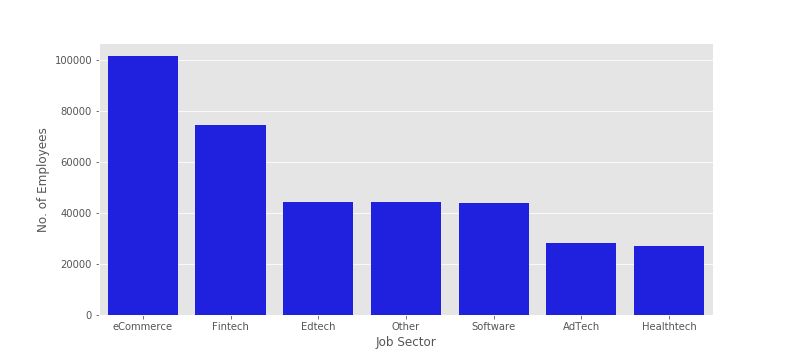 100000
80000
60000
40000
20000
0
No. of Employees
eCommerce Fintech Edtech Other Software AdTech Healthtech
Job Sector